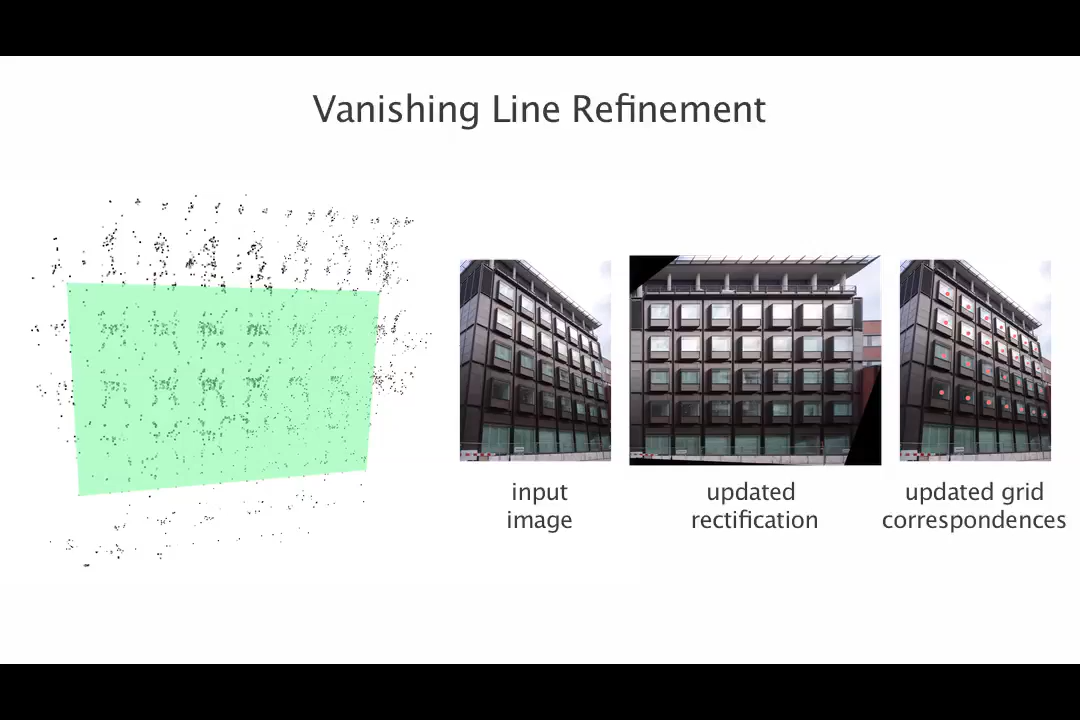 Vanishing Line Refinement
input
image
updated
rectification
updated grid
correspondences